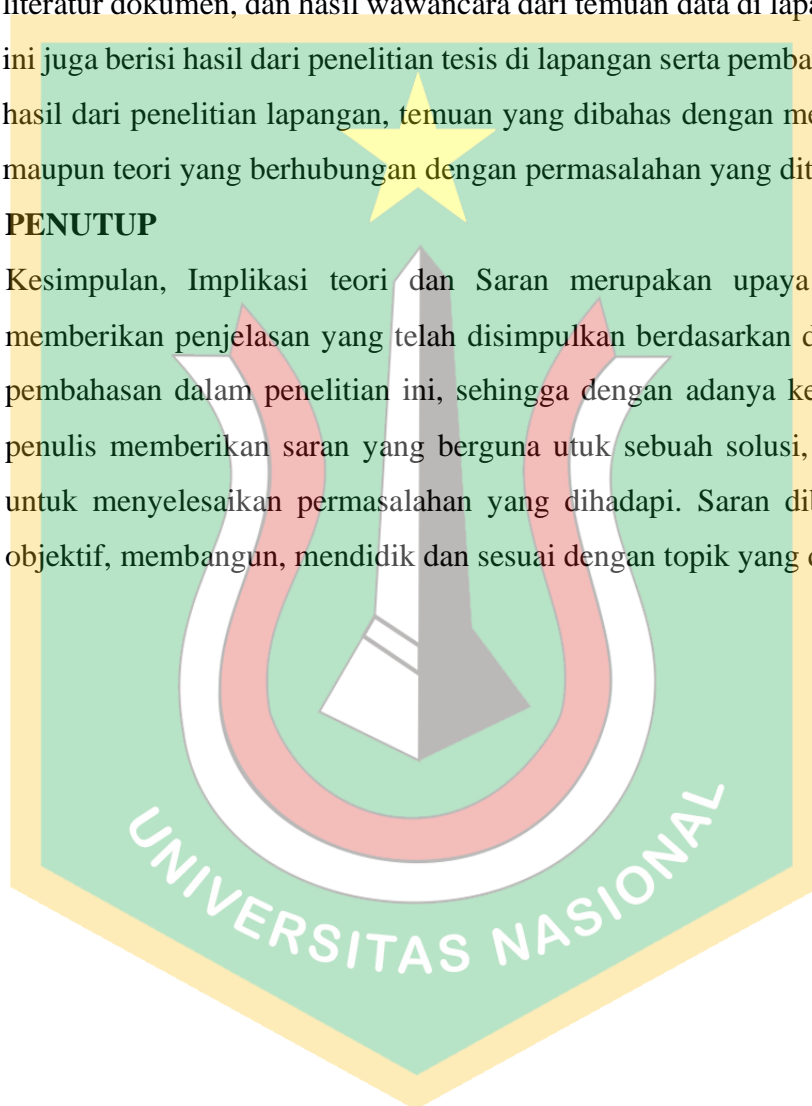 literatur dokumen, dan hasil wawancara dari temuan data di lapa
ini juga berisi hasil dari penelitian tesis di lapangan serta pemba
hasil dari penelitian lapangan, temuan yang dibahas dengan me
maupun teori yang berhubungan dengan permasalahan yang dit
PENUTUP
Kesimpulan, Implikasi teori dan Saran merupakan upaya
memberikan penjelasan yang telah disimpulkan berdasarkan d
pembahasan dalam penelitian ini, sehingga dengan adanya ke
penulis memberikan saran yang berguna utuk sebuah solusi,
untuk menyelesaikan permasalahan yang dihadapi. Saran dib
objektif, membangun, mendidik dan sesuai dengan topik yang d
UNIVERSITAS NASIONAL